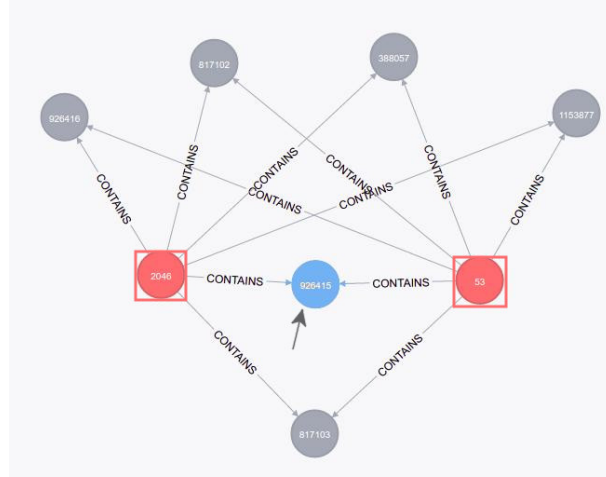 388057
817102
1153877
926416
CONTAINS
CONTAINS
CONTAINS
CONTAINS
CONTAINS
CONTAINS
CONTAINS
CONTAINS
2046
CONTAINS
926415
CONTAINS
53
CONTAINS
CONTAINS
817103